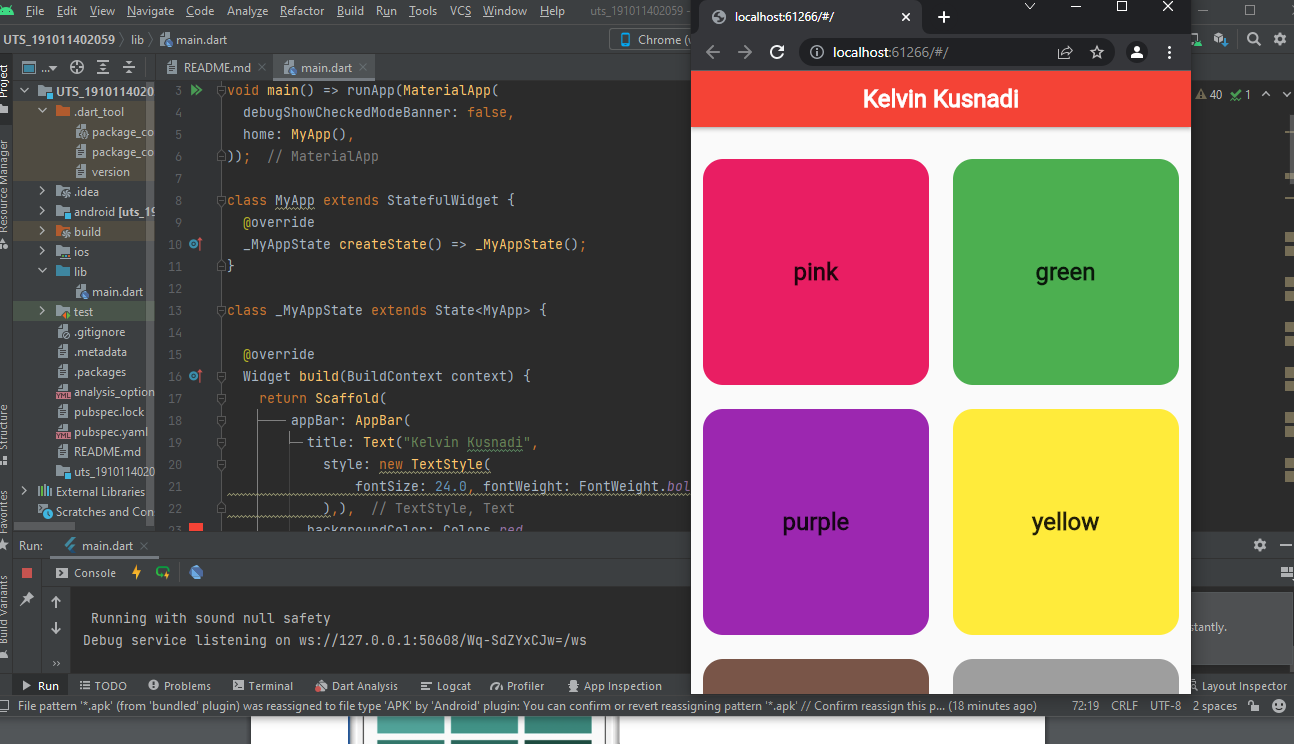 File Edit View Navigate Code Analyze Refactor Build Run Tools VCS Window Help uts_191011402059 -
UTS_191011402059 lib main.dart
Chrome (w
README.md main.dart
Project
UTS_1910114020
.dart_tool
package_co
package_co
version
.idea
android [uts_19
build
ios
lib
main.dart
test
.gitignore
.metadata
.packages
analysis_option
pubspec.lock
pubspec.yaml
README.md
uts_1910114020
External Libraries
Scratches and Con
Resource Manager
Structure
Favorites
Build Variants
3 void main() => runApp(MaterialApp(
4 debugShowCheckedModeBanner: false,
5 home: MyApp(),
6 )); // MaterialApp
7
8 class MyApp extends StatefulWidget {
9 @override
10 _MyAppState createState() => _MyAppState();
11 }
12
13 class _MyAppState extends State<MyApp> {
14
15 @override
16 Widget build(BuildContext context) {
17 return Scaffold(
18 appBar: AppBar(
19 title: Text("Kelvin Kusnadi",
20 style: new TextStyle(
21 fontSize: 24.0, fontWeight: FontWeight.bol
22 ),), // TextStyle, Text
23 backgroundColor: Colors.red
40 1
localhost:61266/#/
localhost:61266/#/
Kelvin Kusnadi
pink green
purple yellow
Run: main.dart
Console
Running with sound null safety
Debug service listening on ws://127.0.0.1:50608/Wq-SdZYxCJw=/ws
stantly.
Run TODO Problems Terminal Dart Analysis Logcat Profiler App Inspection Layout Inspector
File pattern '*.apk' (from 'bundled' plugin) was reassigned to file type 'APK' by 'Android' plugin: You can confirm or revert reassigning pattern '*.apk' // Confirm reassign this p... (18 minutes ago) 72:19 CRLF UTF-8 2 spaces